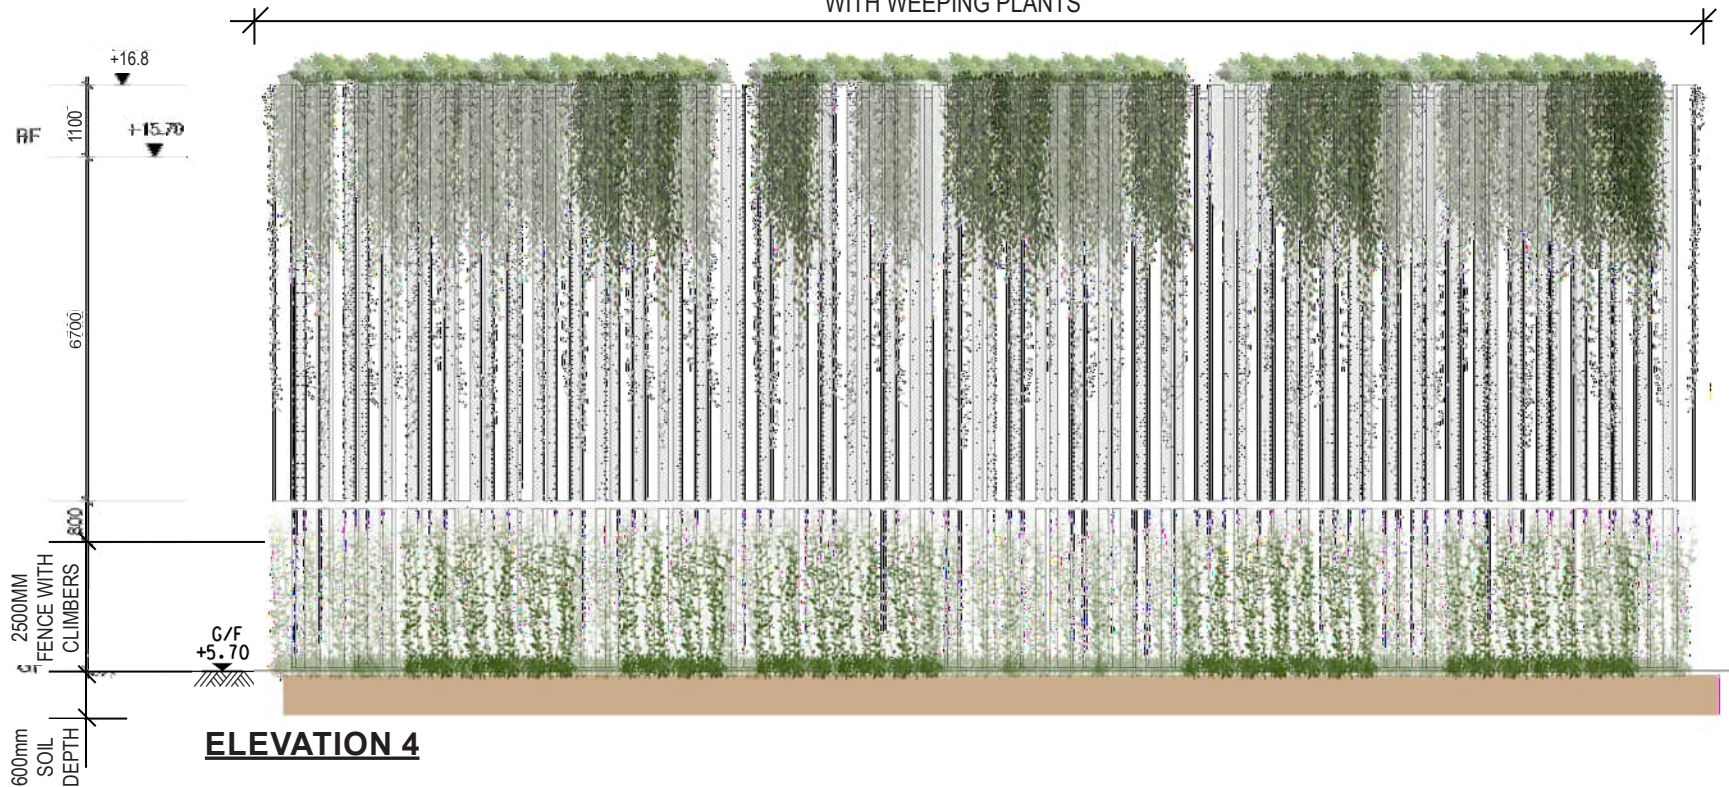 WITH WEEPING PLANTS
+16.8
1100
RF
+15.70
6700
800
2500MM
FENCE WITH
CLIMBERS
G/F
+5.70
GF
600mm
SOIL
DEPTH
ELEVATION 4